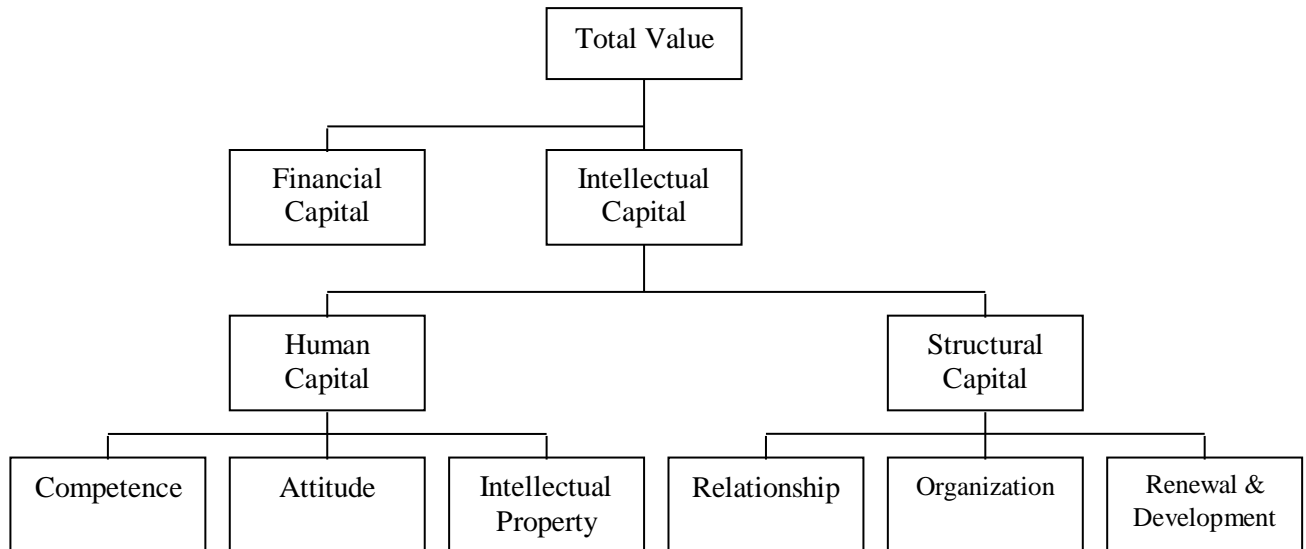 Total Value
Financial
Capital
Intellectual
Capital
Human
Capital
Structural
Capital
Competence
Attitude
Intellectual
Property
Relationship
Organization
Renewal &
Development